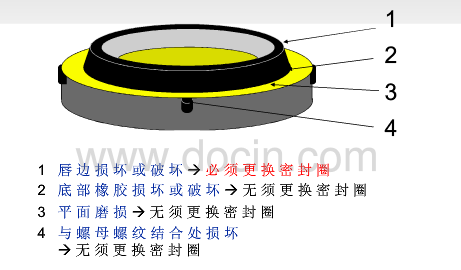 1
2
3
4
www.docin.com
1 唇边损坏或破坏→必须更换密封圈
2 底部橡胶损坏或破坏→无须更换密封圈
3 平面磨损→无须更换密封圈
4 与螺母螺纹结合处损坏
→无须更换密封圈